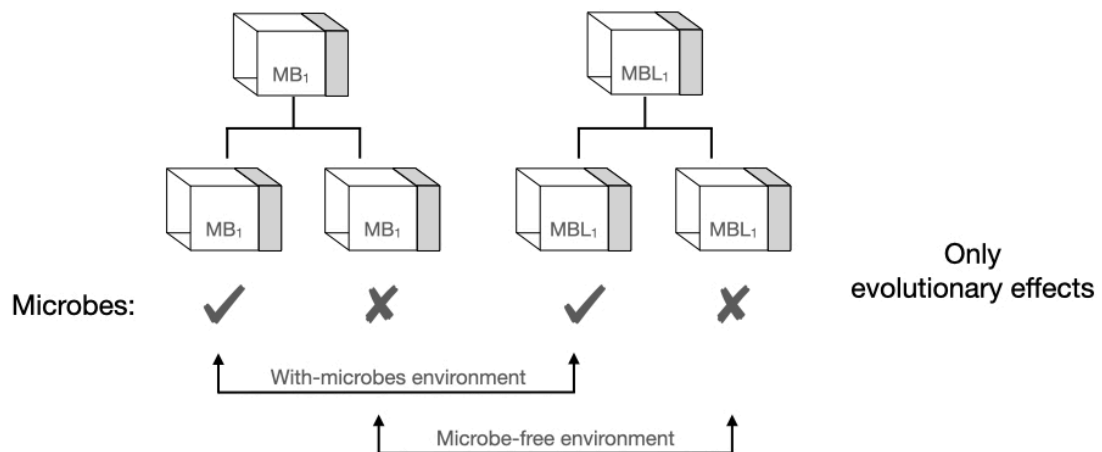 MB₁
MBL₁
MB₁
MB₁
MBL₁
MBL₁
Only
evolutionary effects
Microbes: ✓ ✘ ✓ ✘
With-microbes environment
Microbe-free environment